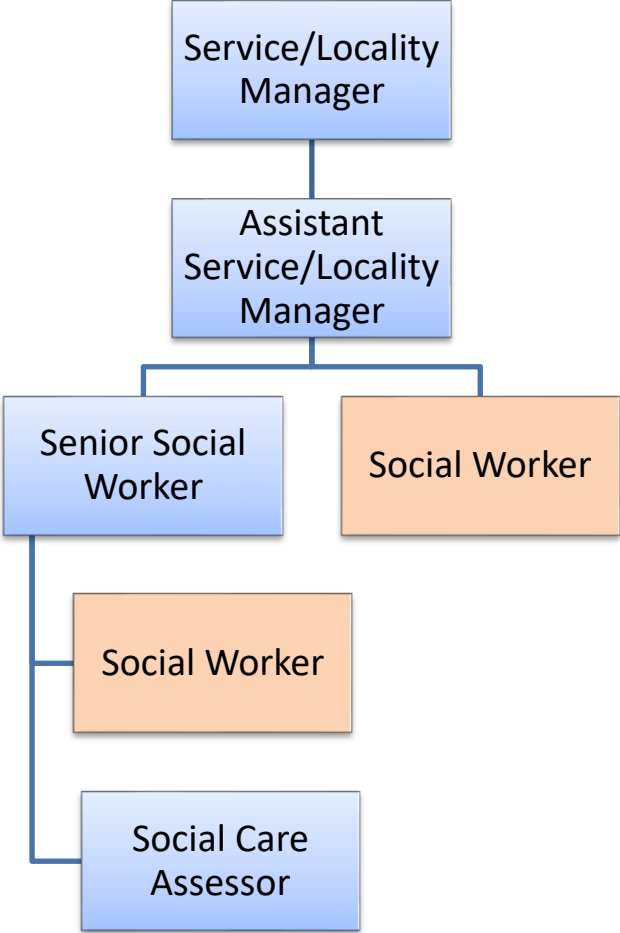 Service/Locality
Manager
Assistant
Service/Locality
Manager
Senior Social
Worker
Social Worker
Social Worker
Social Care
Assessor